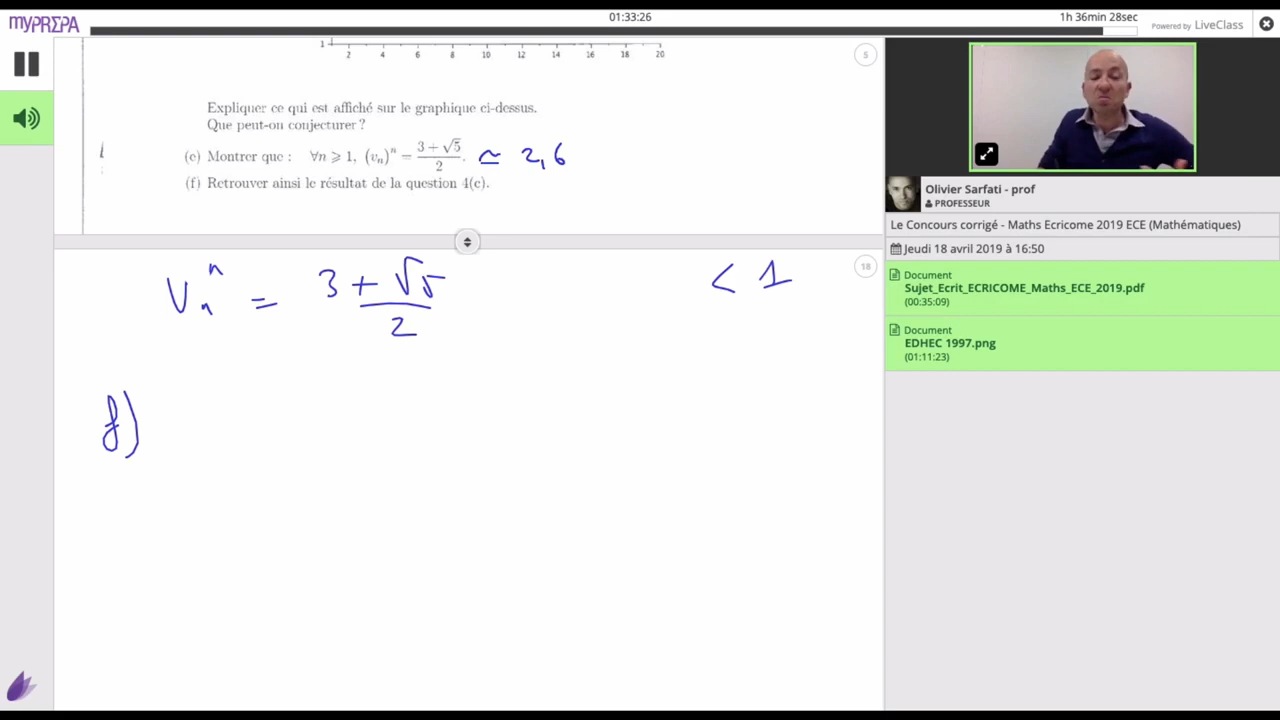 myPREPA
01:33:26
1h 36min 28sec
Powered by LiveClass
1
2 4 6 8 10 12 14 16 18 20
5
Expliquer ce qui est affiché sur le graphique ci-dessus.
Que peut-on conjecturer ?
(e) Montrer que : ∀n ⩾ 1, (vₙ)ⁿ = (3 + √5)/2. ≃ 2,6
(f) Retrouver ainsi le résultat de la question 4(c).
18
Vₙⁿ = (3 + √5)/2 < 1
f)
Olivier Sarfati - prof
PROFESSEUR
Le Concours corrigé - Maths Ecricome 2019 ECE (Mathématiques)
Jeudi 18 avril 2019 à 16:50
Document
Sujet_Ecrit_ECRICOME_Maths_ECE_2019.pdf
(00:35:09)
Document
EDHEC 1997.png
(01:11:23)